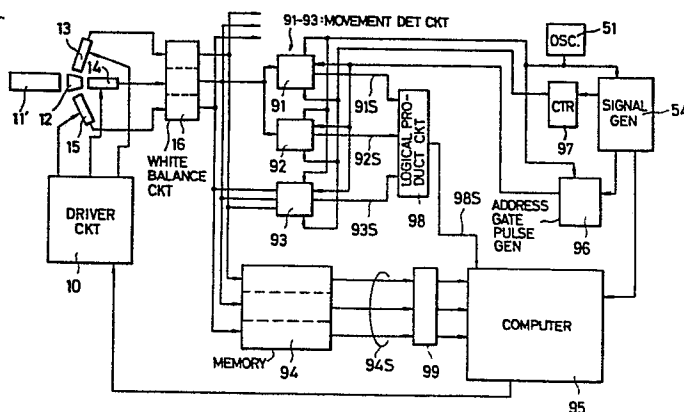 91-93:MOVEMENT DET CKT
51
OSC.
13
14
11'
12
15
16
WHITE
BALANCE
CKT
91
91S
92
92S
93
93S
LOGICAL PRO-
DUCT CKT
98
98S
CTR
97
SIGNAL
GEN
54
ADDRESS
GATE
PULSE
GEN
96
DRIVER
CKT
10
MEMORY
94
94S
99
COMPUTER
95